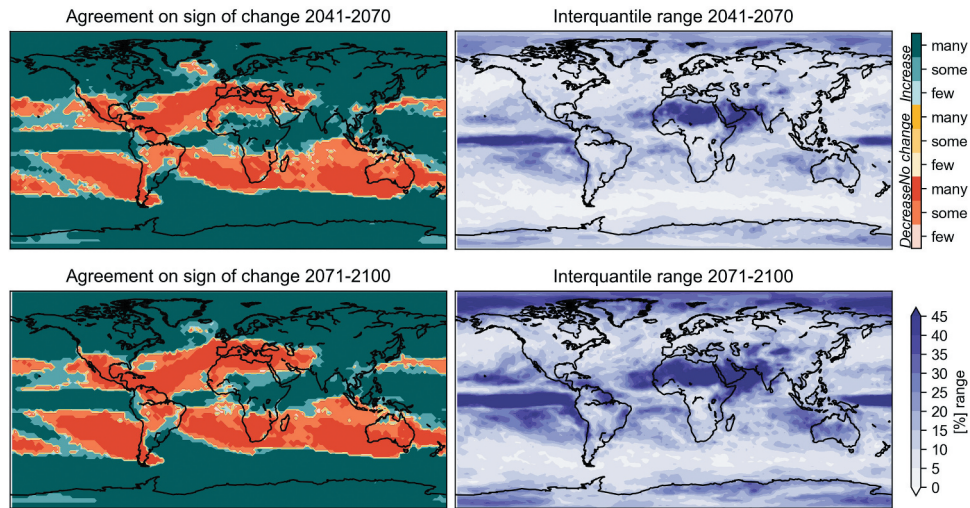 Agreement on sign of change 2041-2070
Interquantile range 2041-2070
many
some
few
many
some
few
many
some
few
Increase
No change
Decrease
Agreement on sign of change 2071-2100
Interquantile range 2071-2100
45
40
35
30
25
20
15
10
5
0
[%] range